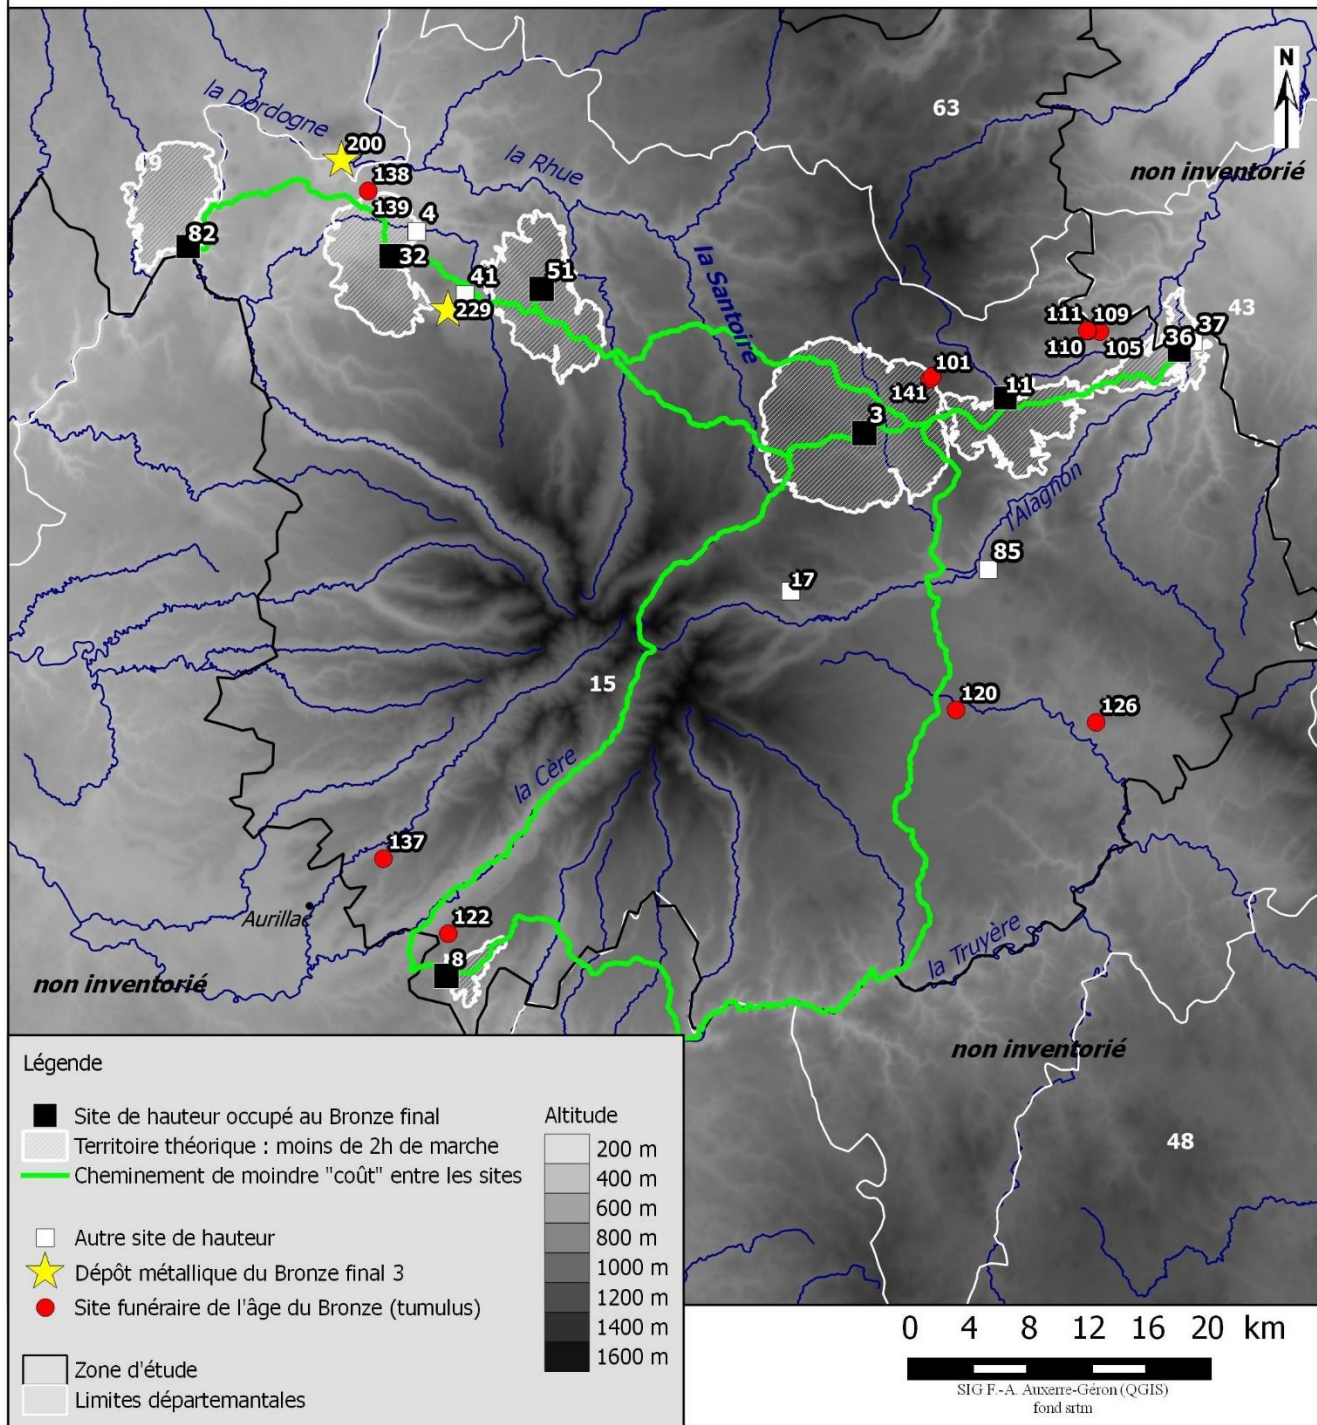 63
N
non inventorié
la Dordogne
200
la Rhue
138
139
4
82
32
41
51
229
la Santoire
43
111
109
110
105
37
36
101
141
11
3
l'Alagnon
85
17
15
120
126
la Cère
137
Aurillac
122
8
la Truyère
non inventorié
non inventorié
48
Légende
Site de hauteur occupé au Bronze final
Territoire théorique : moins de 2h de marche
Cheminement de moindre "coût" entre les sites
Autre site de hauteur
Dépôt métallique du Bronze final 3
Site funéraire de l'âge du Bronze (tumulus)
Zone d'étude
Limites départemantales
Altitude
200 m
400 m
600 m
800 m
1000 m
1200 m
1400 m
1600 m
0 4 8 12 16 20 km
SIG F.-A. Auxerre-Géron (QGIS)
fond srtm